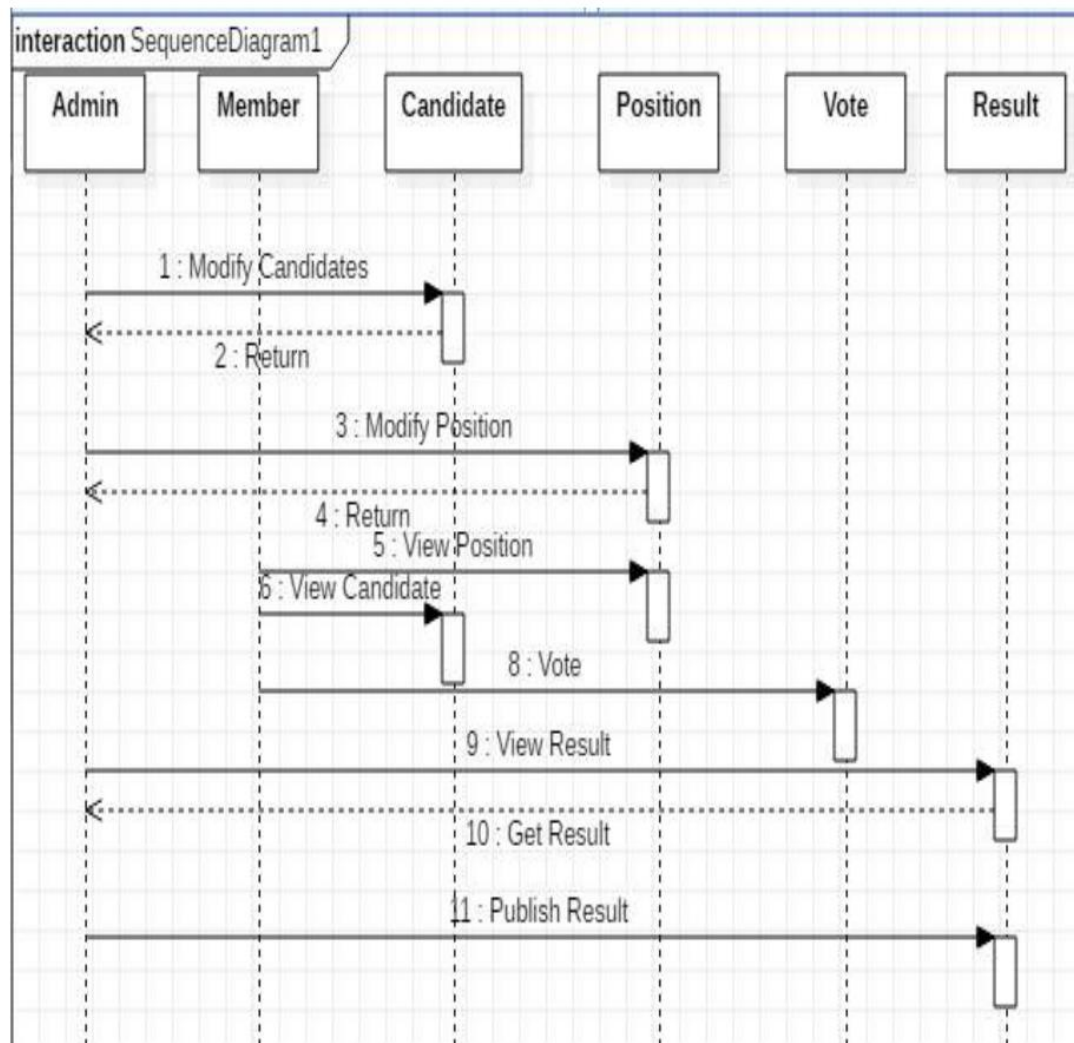 interaction SequenceDiagram1
Admin
Member
Candidate
Position
Vote
Result
1 : Modify Candidates
2 : Return
3 : Modify Position
4 : Return
5 : View Position
6 : View Candidate
8 : Vote
9 : View Result
10 : Get Result
11 : Publish Result